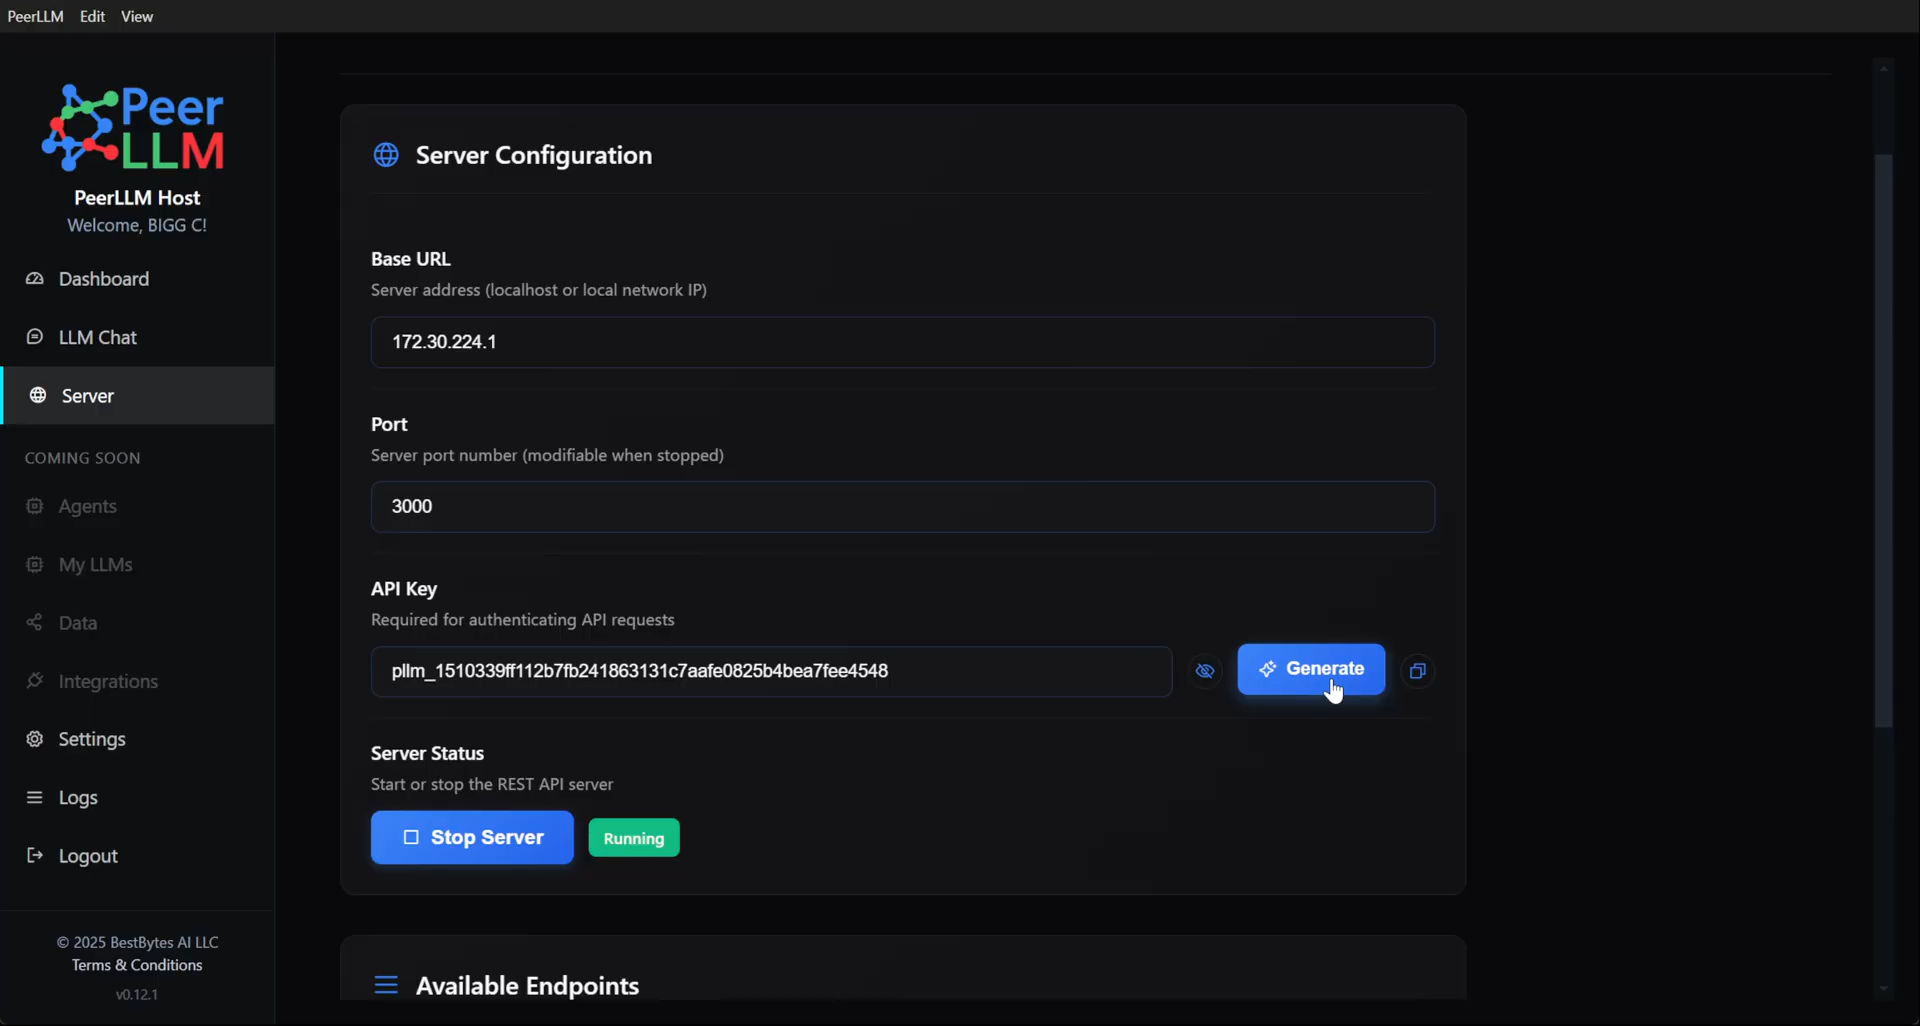 PeerLLM Edit View
Peer
LLM
PeerLLM Host
Welcome, BIGG C!
Dashboard
LLM Chat
Server
COMING SOON
Agents
My LLMs
Data
Integrations
Settings
Logs
Logout
© 2025 BestBytes AI LLC
Terms & Conditions
v0.12.1
Server Configuration
Base URL
Server address (localhost or local network IP)
172.30.224.1
Port
Server port number (modifiable when stopped)
3000
API Key
Required for authenticating API requests
pllm_1510339ff112b7fb241863131c7aafe0825b4bea7fee4548
Generate
Server Status
Start or stop the REST API server
Stop Server
Running
Available Endpoints